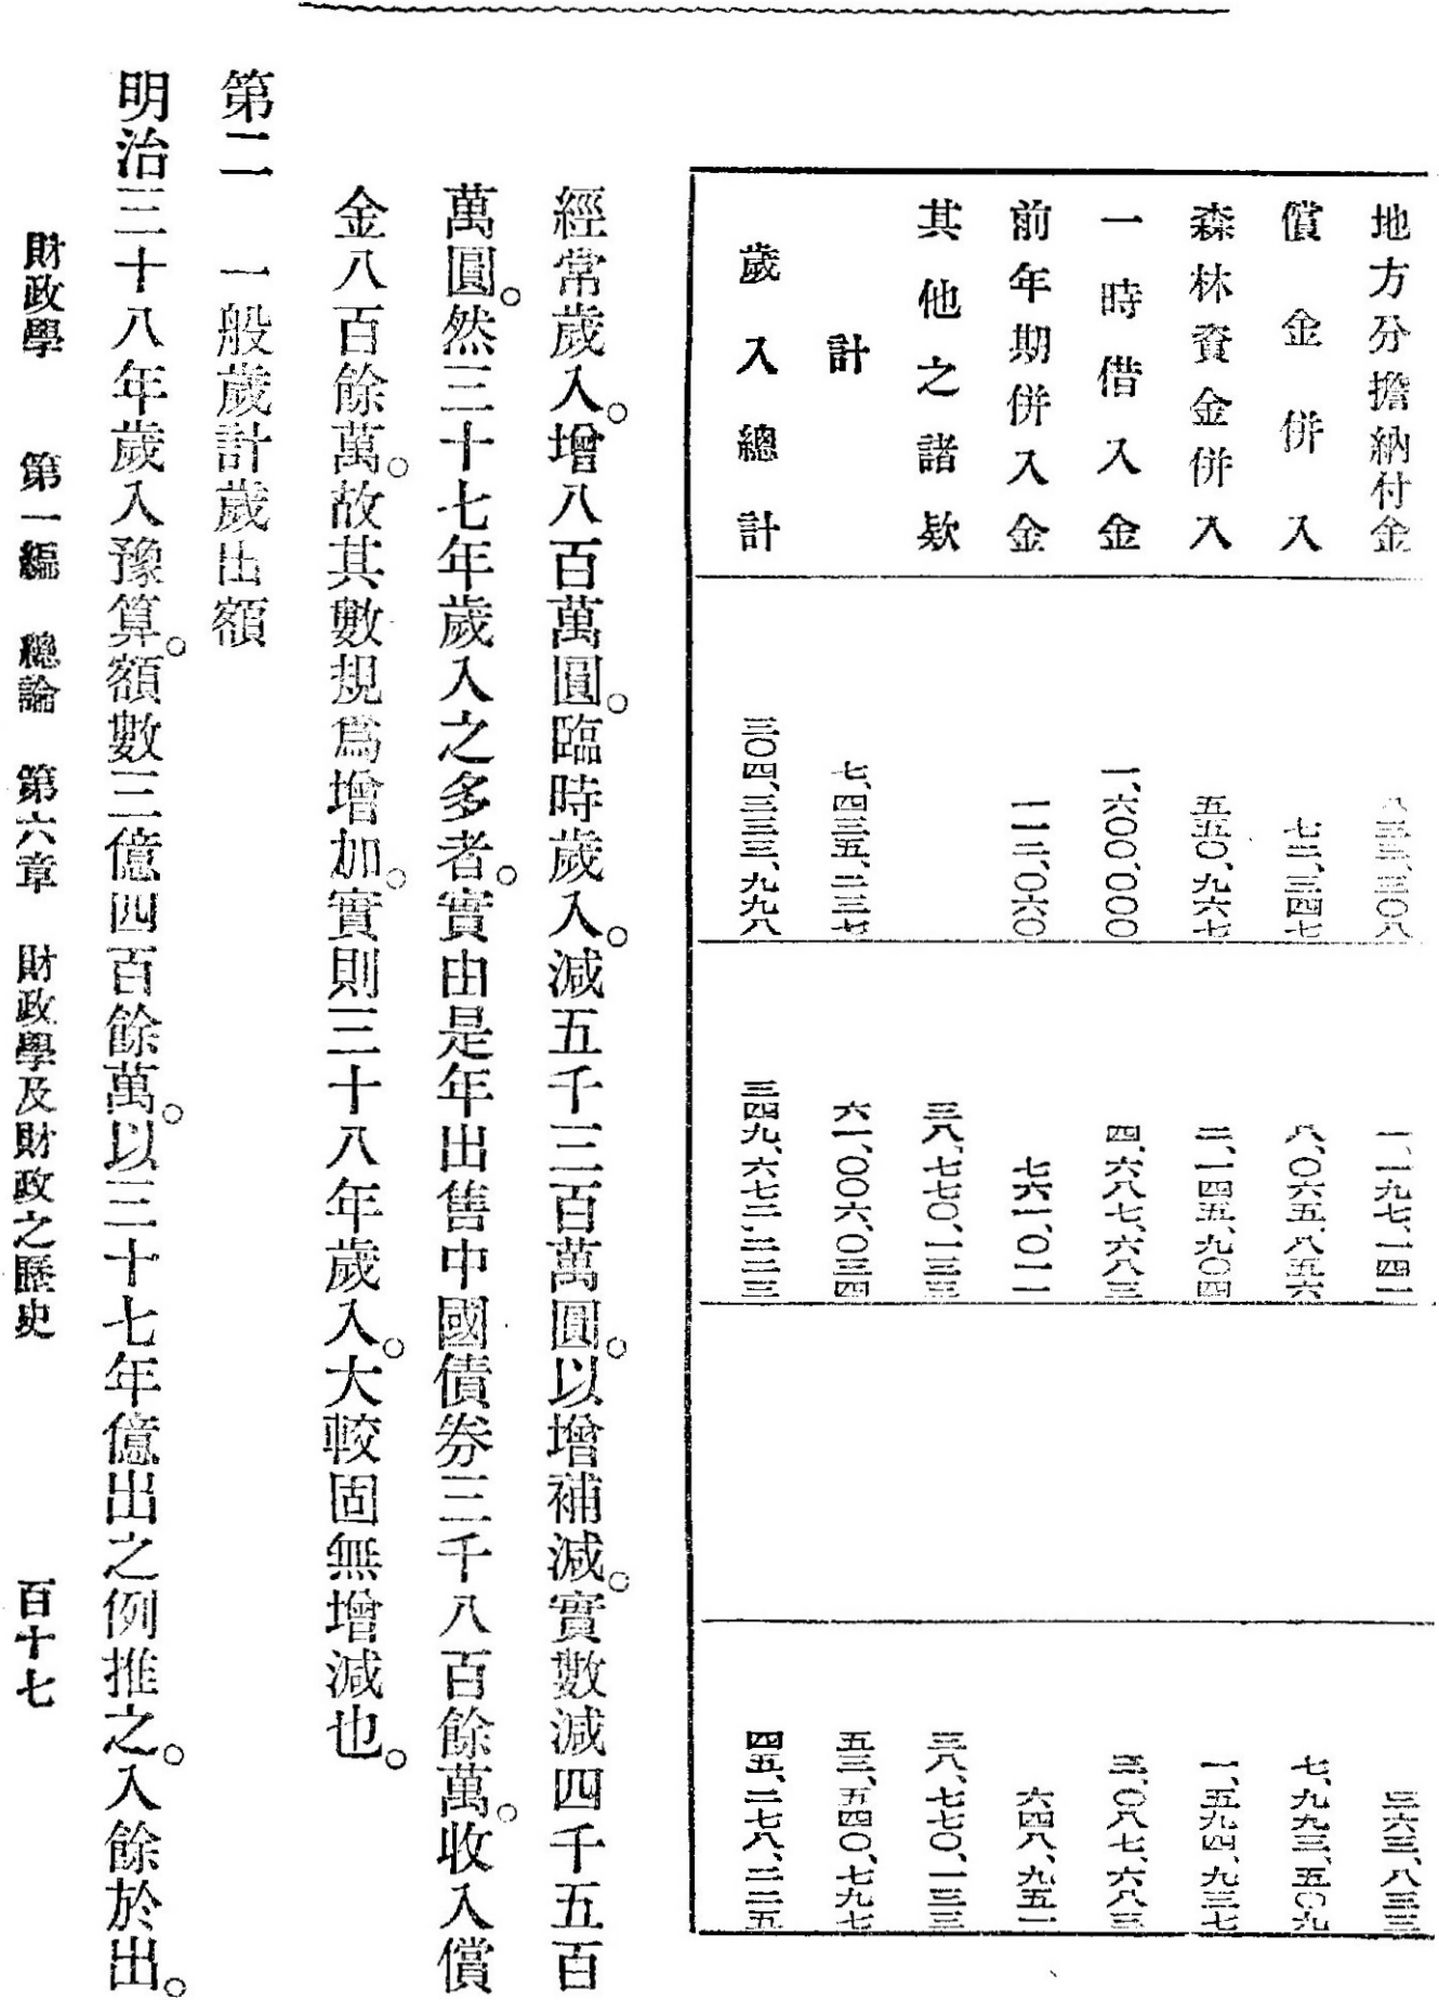 地方分擔納付金 八三三、三〇八 一、一九七、一四一 三六三、八三三
償金併入 七二、三四七 八、〇六五、八五六 七、九九三、五〇九
森林資金併入 五五〇、九六七 二、一四五、九〇四 一、五九四、九三七
一時借入金 一、六〇〇、〇〇〇 四、六八七、六八三 三、〇八七、六八三
前年期併入金 一一二、〇六〇 七六一、〇一一 六四八、九五一
其他之諸欵 三八、七七〇、一三三 三八、七七〇、一三三
計 七、四三五、二三七 六一、〇〇六、〇三四 五三、五四〇、七九七
歲入總計 三〇四、三三三、九九八 三四九、六七二、二二三 四五、二七八、二二五
經常歲入。增八百萬圓。臨時歲入。減五千三百萬圓。以增補減。實數減四千五百
萬圓。然三十七年歲入之多者。實由是年出售中國債券三千八百餘萬。收入償
金八百餘萬。故其數規爲增加。實則三十八年歲入。大較固無增減也。
第二 一般歲計歲出額
明治三十八年歲入豫算。額數三億四百餘萬。以三十七年億出之例推之。入餘於出。
財政學 第一編 總論 第六章 財政學及財政之歷史 百十七